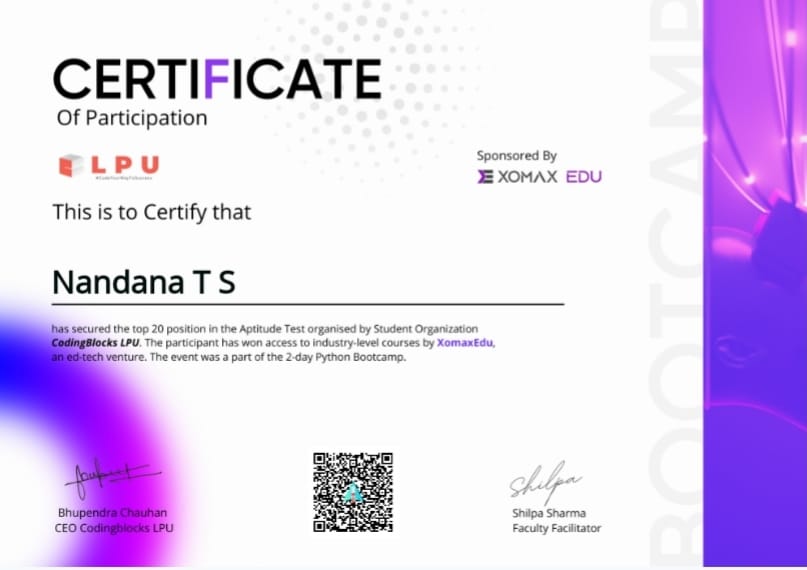 CERTIFICATE
Of Participation
LPU
Sponsored By
XOMAX EDU
This is to Certify that
Nandana T S
has secured the top 20 position in the Aptitude Test organised by Student Organization
CodingBlocks LPU. The participant has won access to industry-level courses by XomaxEdu,
an ed-tech venture. The event was a part of the 2-day Python Bootcamp.
Shilpa
Bhupendra Chauhan
CEO Codingblocks LPU
Shilpa Sharma
Faculty Facilitator
BOOTCAMP